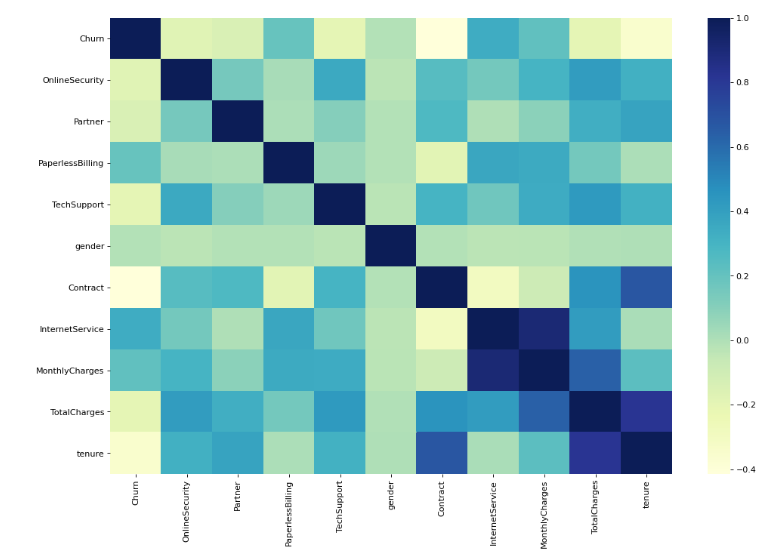 Churn
OnlineSecurity
Partner
PaperlessBilling
TechSupport
gender
Contract
InternetService
MonthlyCharges
TotalCharges
tenure
Churn
OnlineSecurity
Partner
PaperlessBilling
TechSupport
gender
Contract
InternetService
MonthlyCharges
TotalCharges
tenure
1.0
0.8
0.6
0.4
0.2
0.0
−0.2
−0.4